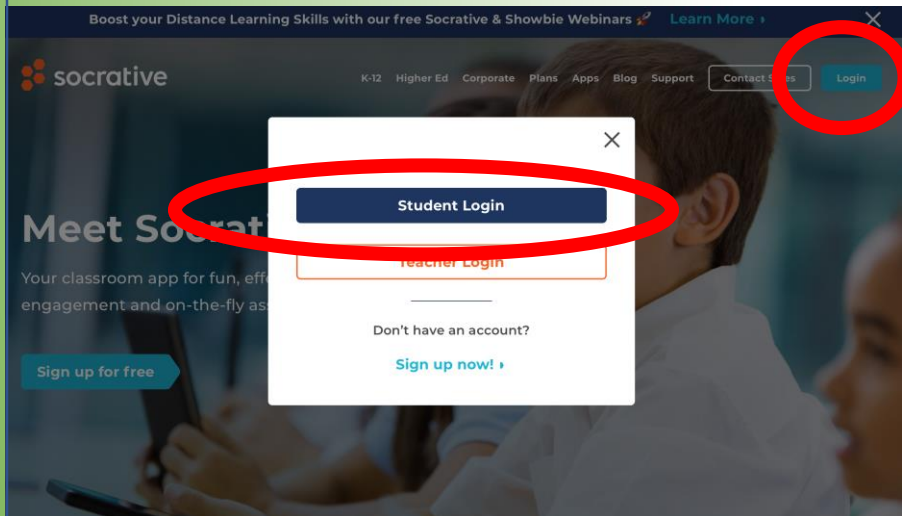 Boost your Distance Learning Skills with our free Socrative & Showbie Webinars 🚀 Learn More ›
socrative
K-12 Higher Ed Corporate Plans Apps Blog Support Contact Login
Student Login
Meet
Teacher Login
Your classroom app for fun,
engagement and on-the-fly
Don't have an account?
Sign up now! ›
Sign up for free